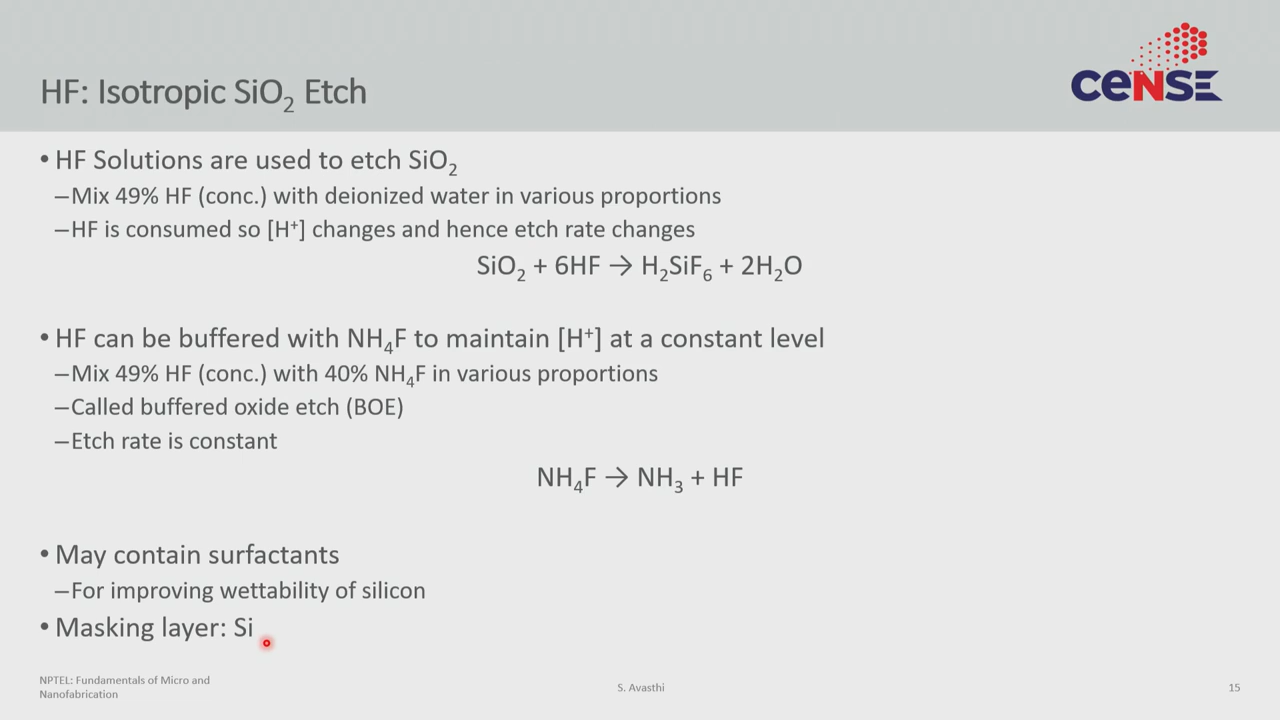 HF: Isotropic SiO₂ Etch
ceNSE
• HF Solutions are used to etch SiO₂
–Mix 49% HF (conc.) with deionized water in various proportions
–HF is consumed so [H⁺] changes and hence etch rate changes
SiO₂ + 6HF → H₂SiF₆ + 2H₂O
• HF can be buffered with NH₄F to maintain [H⁺] at a constant level
–Mix 49% HF (conc.) with 40% NH₄F in various proportions
–Called buffered oxide etch (BOE)
–Etch rate is constant
NH₄F → NH₃ + HF
• May contain surfactants
–For improving wettability of silicon
• Masking layer: Si
NPTEL: Fundamentals of Micro and
Nanofabrication
S. Avasthi
15